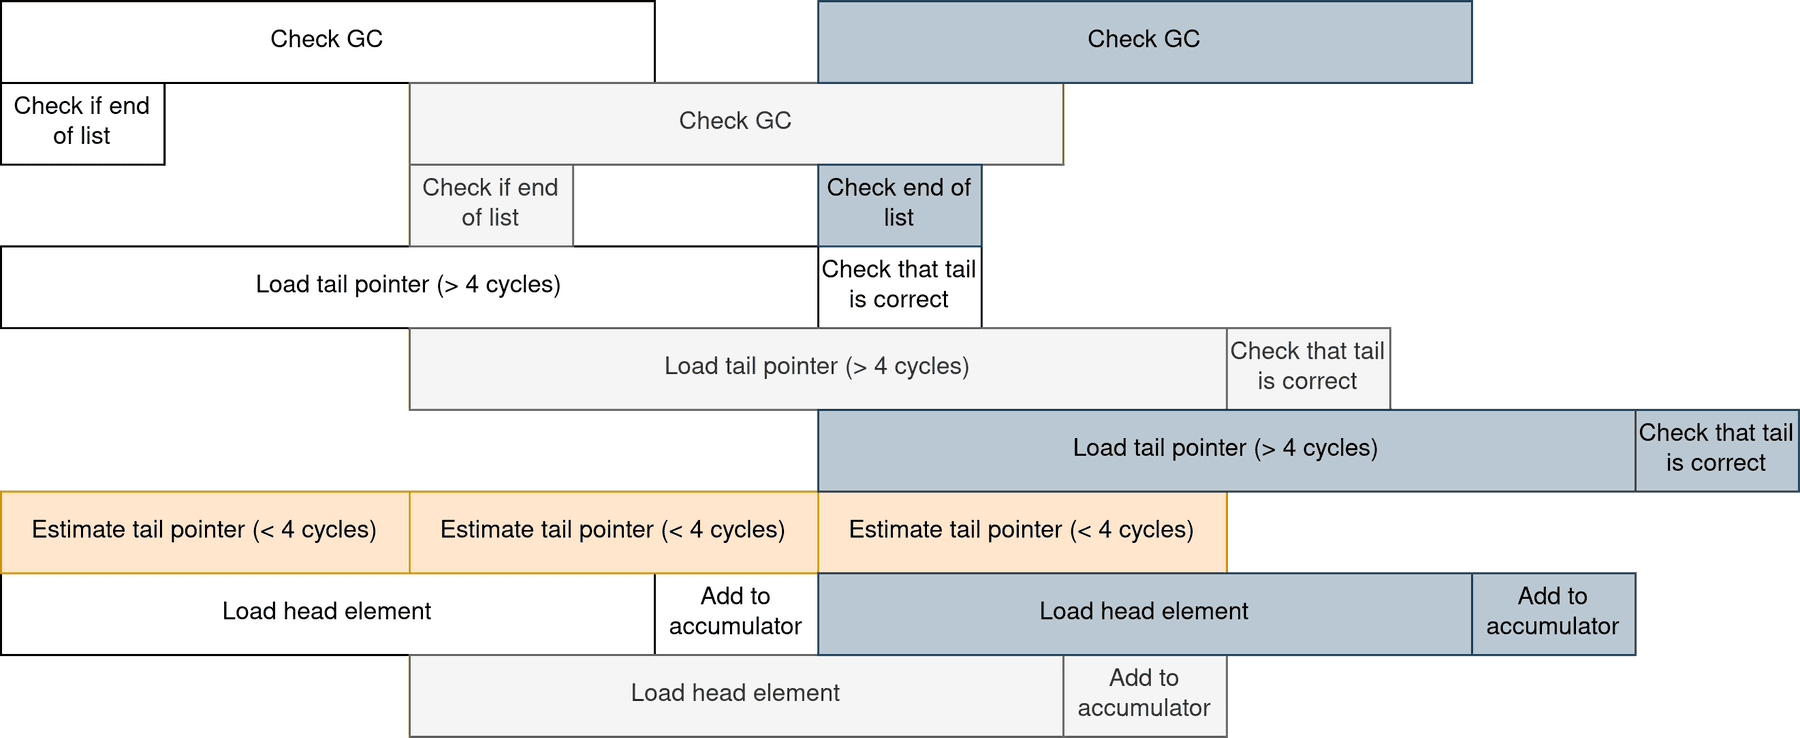 Check GC
Check GC
Check if end
of list
Check GC
Check if end
of list
Check end of
list
Load tail pointer (> 4 cycles)
Check that tail
is correct
Load tail pointer (> 4 cycles)
Check that tail
is correct
Load tail pointer (> 4 cycles)
Check that tail
is correct
Estimate tail pointer (< 4 cycles)
Estimate tail pointer (< 4 cycles)
Estimate tail pointer (< 4 cycles)
Load head element
Add to
accumulator
Load head element
Add to
accumulator
Load head element
Add to
accumulator